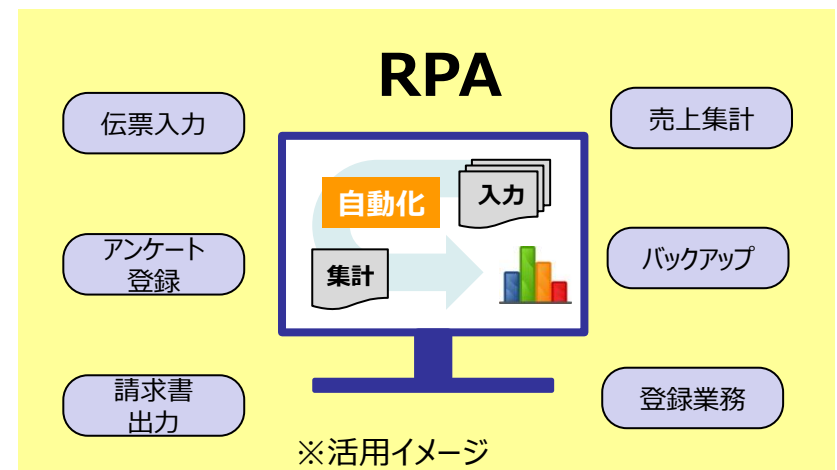 RPA
伝票入力
売上集計
自動化
入力
アンケート
登録
集計
バックアップ
請求書
出力
登録業務
※活用イメージ